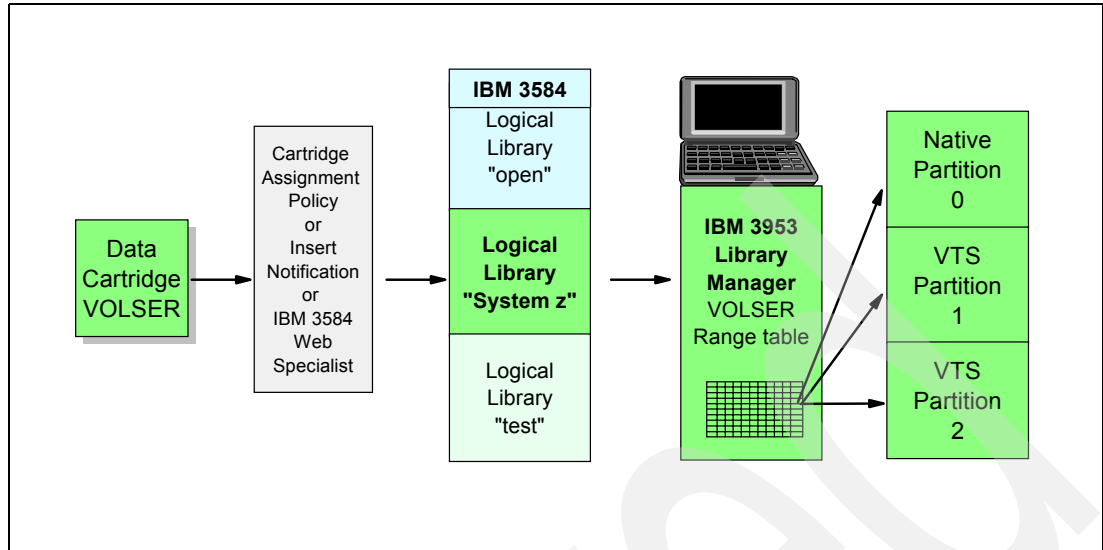 Data
Cartridge
VOLSER
Cartridge
Assignment
Policy
or
Insert
Notification
or
IBM 3584
Web
Specialist
IBM 3584
Logical
Library
"open"
Logical
Library
"System z"
Logical
Library
"test"
IBM 3953
Library
Manager
VOLSER
Range table
Native
Partition
0
VTS
Partition
1
VTS
Partition
2